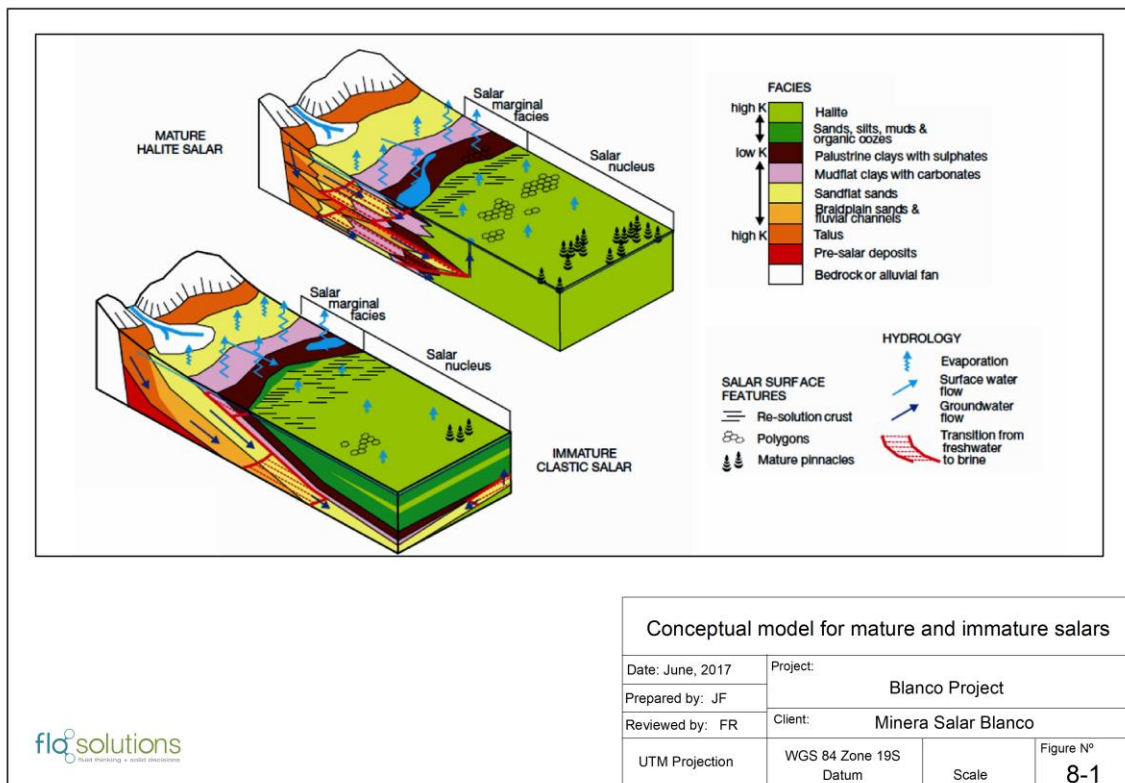 MATURE
HALITE SALAR
Salar
marginal
facies
Salar
nucleus
FACIES
high K
low K
high K
Halite
Sands, silts, muds &
organic oozes
Palustrine clays with sulphates
Mudflat clays with carbonates
Sandflat sands
Braidplain sands &
fluvial channels
Talus
Pre-salar deposits
Bedrock or alluvial fan
Salar
marginal
facies
Salar
nucleus
IMMATURE
CLASTIC SALAR
SALAR SURFACE
FEATURES
Re-solution crust
Polygons
Mature pinnacles
HYDROLOGY
Evaporation
Surface water
flow
Groundwater
flow
Transition from
freshwater
to brine
Conceptual model for mature and immature salars
Date: June, 2017
Project:
Blanco Project
Prepared by: JF
Reviewed by: FR
Client: Minera Salar Blanco
UTM Projection
WGS 84 Zone 19S
Datum
Scale
Figure Nº
8-1
flo solutions
fluid thinking + solid decisions